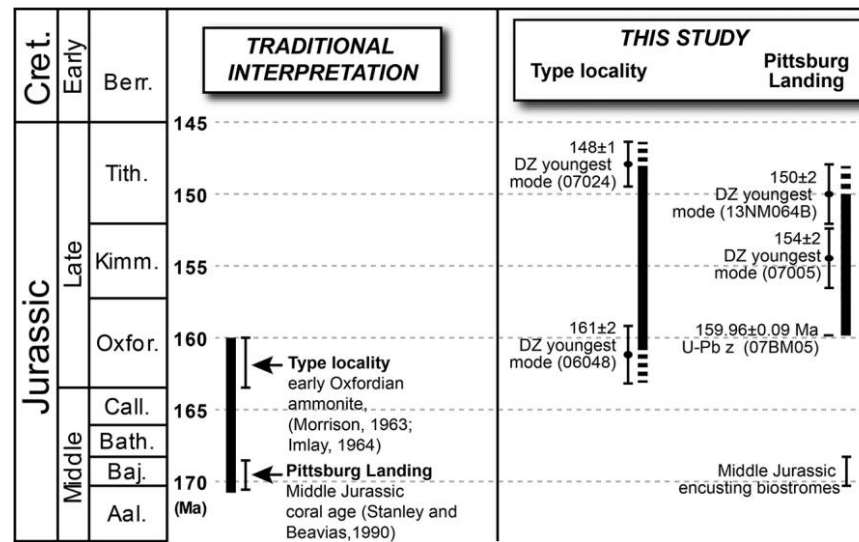 Cret.
Early
Berr.
TRADITIONAL
INTERPRETATION
THIS STUDY
Type locality
Pittsburg
Landing
Jurassic
Late
Middle
Tith.
Kimm.
Oxfor.
Call.
Bath.
Baj.
Aal.
145
150
155
160
165
170
(Ma)
Type locality
early Oxfordian
ammonite,
(Morrison, 1963;
Imlay, 1964)
Pittsburg Landing
Middle Jurassic
coral age (Stanley and
Beavias,1990)
148±1
DZ youngest
mode (07024)
161±2
DZ youngest
mode (06048)
150±2
DZ youngest
mode (13NM064B)
154±2
DZ youngest
mode (07005)
159.96±0.09 Ma
U-Pb z (07BM05)
Middle Jurassic
encusting biostromes